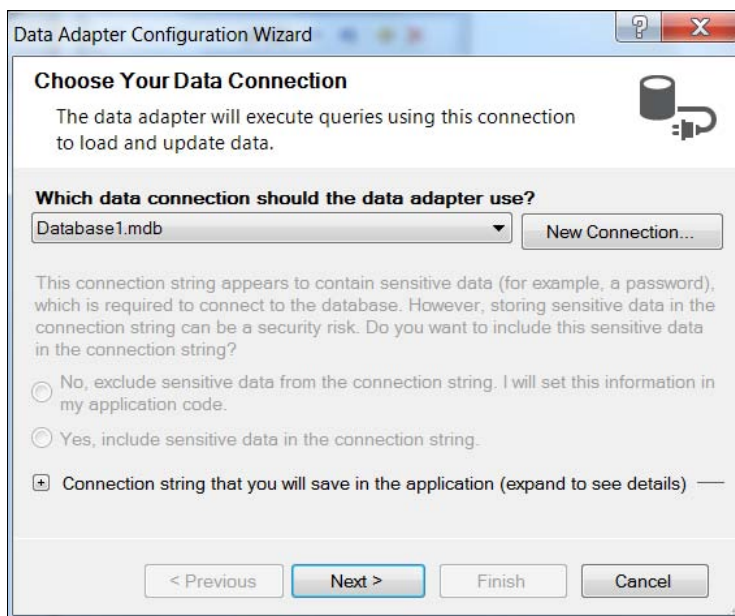 Data Adapter Configuration Wizard
Choose Your Data Connection
The data adapter will execute queries using this connection
to load and update data.
Which data connection should the data adapter use?
Database1.mdb
New Connection...
This connection string appears to contain sensitive data (for example, a password),
which is required to connect to the database. However, storing sensitive data in the
connection string can be a security risk. Do you want to include this sensitive data
in the connection string?
No, exclude sensitive data from the connection string. I will set this information in
my application code.
Yes, include sensitive data in the connection string.
Connection string that you will save in the application (expand to see details)
< Previous
Next >
Finish
Cancel